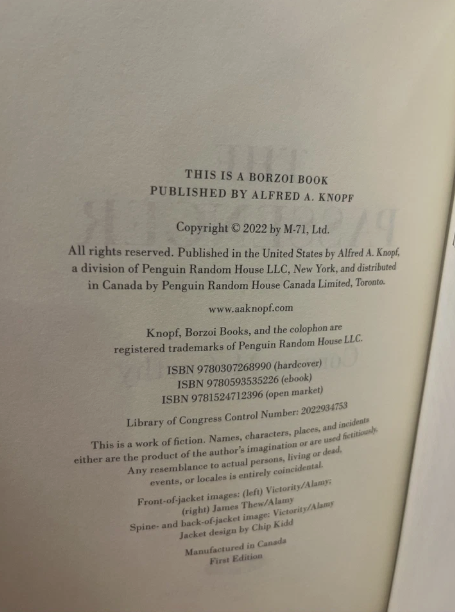 THIS IS A BORZOI BOOK
PUBLISHED BY ALFRED A. KNOPF
Copyright © 2022 by M-71, Ltd.
All rights reserved. Published in the United States by Alfred A. Knopf,
a division of Penguin Random House LLC, New York, and distributed
in Canada by Penguin Random House Canada Limited, Toronto.
www.aaknopf.com
Knopf, Borzoi Books, and the colophon are
registered trademarks of Penguin Random House LLC.
ISBN 9780307268990 (hardcover)
ISBN 9780593535226 (ebook)
ISBN 9781524712396 (open market)
Library of Congress Control Number: 2022934753
This is a work of fiction. Names, characters, places, and incidents
either are the product of the author's imagination or are used fictitiously.
Any resemblance to actual persons, living or dead,
events, or locales is entirely coincidental.
Front-of-jacket images: (left) Victority/Alamy;
(right) James Thew/Alamy
Spine- and back-of-jacket image: Victority/Alamy
Jacket design by Chip Kidd
Manufactured in Canada
First Edition